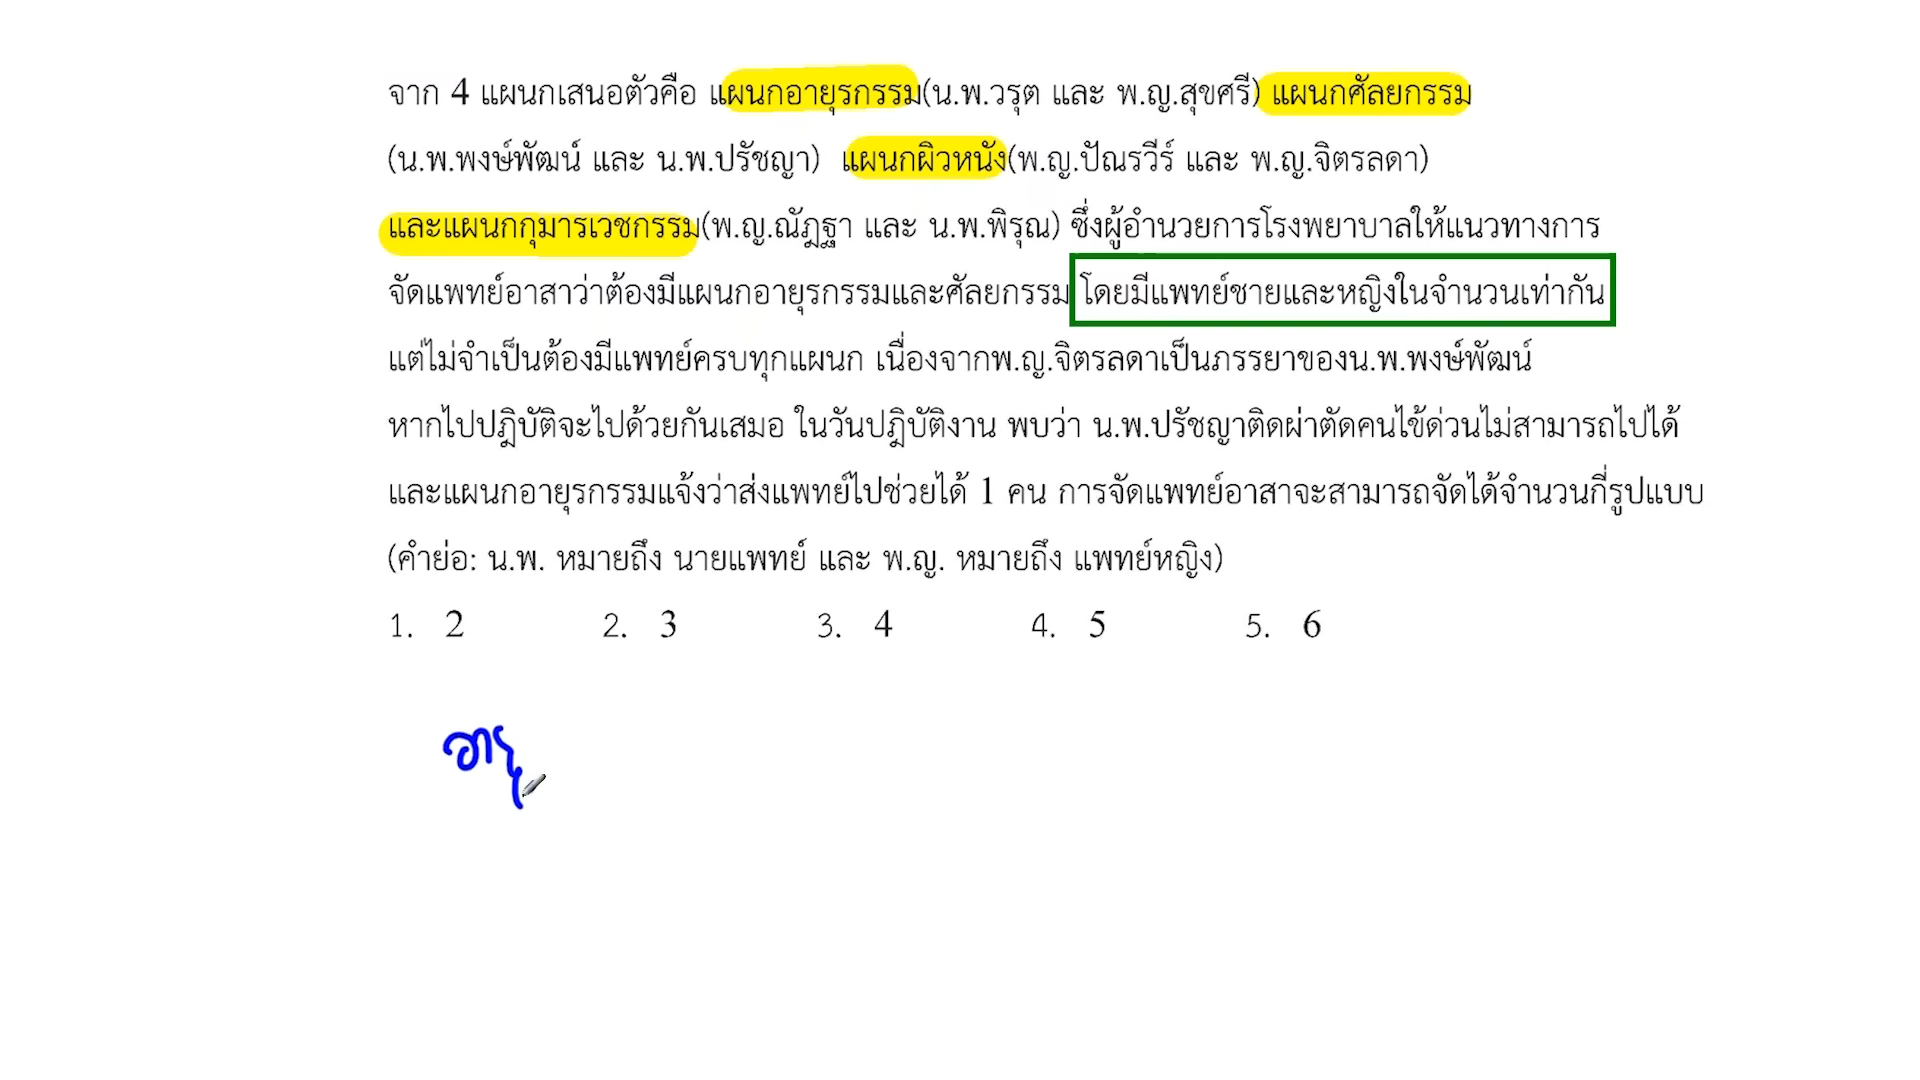 จาก 4 แผนกเสนอตัวคือ แผนกอายุรกรรม(น.พ.วรุต และ พ.ญ.สุขศรี) แผนกศัลยกรรม
(น.พ.พงษ์พัฒน์ และ น.พ.ปรัชญา) แผนกผิวหนัง(พ.ญ.ปัณรวีร์ และ พ.ญ.จิตรลดา)
และแผนกกุมารเวชกรรม(พ.ญ.ณัฎฐา และ น.พ.พิรุณ) ซึ่งผู้อำนวยการโรงพยาบาลให้แนวทางการ
จัดแพทย์อาสาว่าต้องมีแผนกอายุรกรรมและศัลยกรรม โดยมีแพทย์ชายและหญิงในจำนวนเท่ากัน
แต่ไม่จำเป็นต้องมีแพทย์ครบทุกแผนก เนื่องจากพ.ญ.จิตรลดาเป็นภรรยาของน.พ.พงษ์พัฒน์
หากไปปฎิบัติจะไปด้วยกันเสมอ ในวันปฎิบัติงาน พบว่า น.พ.ปรัชญาติดผ่าตัดคนไข้ด่วนไม่สามารถไปได้
และแผนกอายุรกรรมแจ้งว่าส่งแพทย์ไปช่วยได้ 1 คน การจัดแพทย์อาสาจะสามารถจัดได้จำนวนกี่รูปแบบ
(คำย่อ: น.พ. หมายถึง นายแพทย์ และ พ.ญ. หมายถึง แพทย์หญิง)
1. 2 2. 3 3. 4 4. 5 5. 6
อายุ